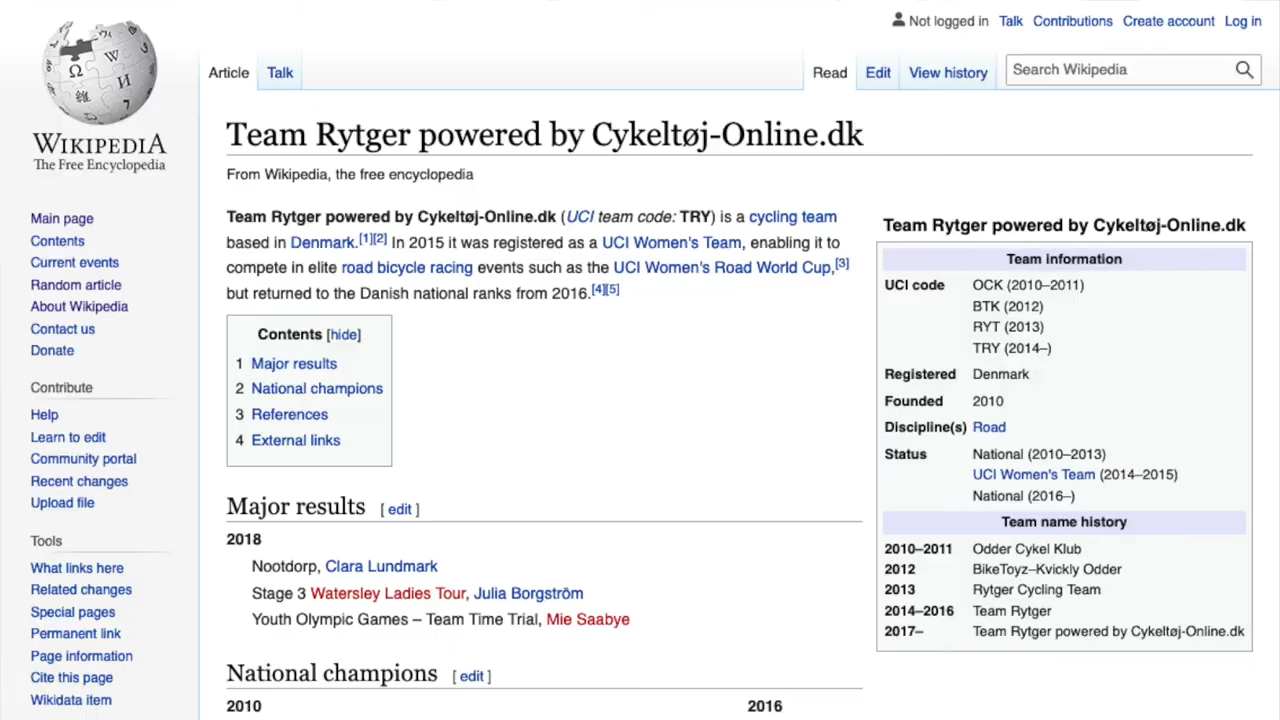 Not logged in Talk Contributions Create account Log in
Article Talk Read Edit View history Search Wikipedia
WIKIPEDIA
The Free Encyclopedia
Main page
Contents
Current events
Random article
About Wikipedia
Contact us
Donate
Contribute
Help
Learn to edit
Community portal
Recent changes
Upload file
Tools
What links here
Related changes
Special pages
Permanent link
Page information
Cite this page
Wikidata item
Team Rytger powered by Cykeltøj-Online.dk
From Wikipedia, the free encyclopedia
Team Rytger powered by Cykeltøj-Online.dk (UCI team code: TRY) is a cycling team
based in Denmark.[1][2] In 2015 it was registered as a UCI Women's Team, enabling it to
compete in elite road bicycle racing events such as the UCI Women's Road World Cup,[3]
but returned to the Danish national ranks from 2016.[4][5]
Contents [hide]
1 Major results
2 National champions
3 References
4 External links
Major results [ edit ]
2018
Nootdorp, Clara Lundmark
Stage 3 Watersley Ladies Tour, Julia Borgström
Youth Olympic Games – Team Time Trial, Mie Saabye
National champions [ edit ]
2010 2016
Team Rytger powered by Cykeltøj-Online.dk
Team information
UCI code OCK (2010–2011)
BTK (2012)
RYT (2013)
TRY (2014–)
Registered Denmark
Founded 2010
Discipline(s) Road
Status National (2010–2013)
UCI Women's Team (2014–2015)
National (2016–)
Team name history
2010–2011 Odder Cykel Klub
2012 BikeToyz–Kvickly Odder
2013 Rytger Cycling Team
2014–2016 Team Rytger
2017– Team Rytger powered by Cykeltøj-Online.dk